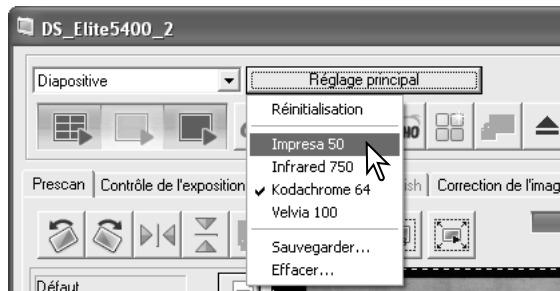 DS_Elite5400_2
Diapositive
Réglage principal
Réinitialisation
Impresa 50
Infrared 750
Kodachrome 64
Velvia 100
Sauvegarder...
Effacer...
Prescan
Contrôle de l'exposition
Correction de l'imag
Défaut